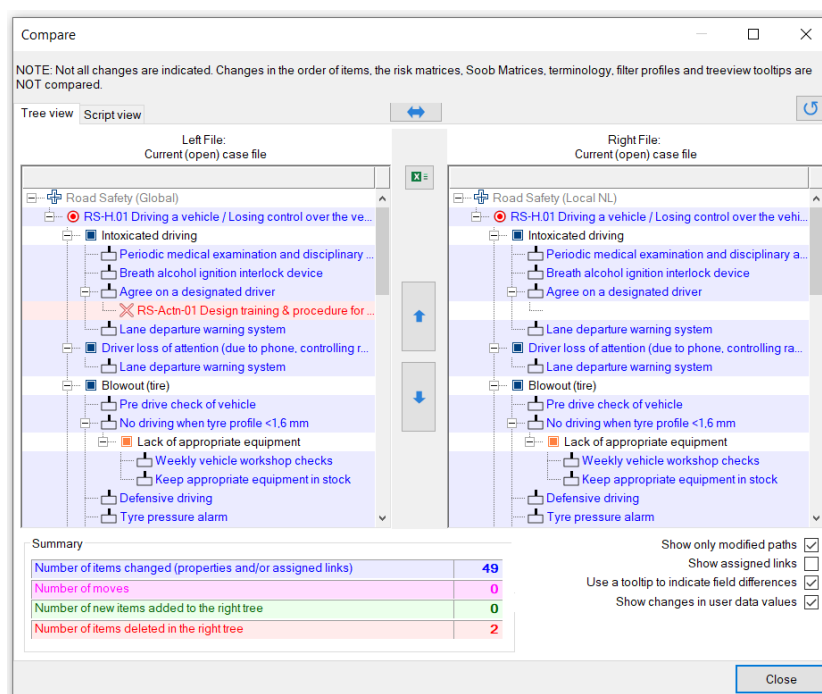 Compare
NOTE: Not all changes are indicated. Changes in the order of items, the risk matrices, Soob Matrices, terminology, filter profiles and treeview tooltips are
NOT compared.
Tree view
Script view
Left File:
Current (open) case file
Road Safety (Global)
RS-H.01 Driving a vehicle / Losing control over the ve...
Intoxicated driving
Periodic medical examination and disciplinary ...
Breath alcohol ignition interlock device
Agree on a designated driver
RS-Actn-01 Design training & procedure for ...
Lane departure warning system
Driver loss of attention (due to phone, controlling r...
Lane departure warning system
Blowout (tire)
Pre drive check of vehicle
No driving when tyre profile <1,6 mm
Lack of appropriate equipment
Weekly vehicle workshop checks
Keep appropriate equipment in stock
Defensive driving
Tyre pressure alarm
Right File:
Current (open) case file
Road Safety (Local NL)
RS-H.01 Driving a vehicle / Losing control over the vehi...
Intoxicated driving
Periodic medical examination and disciplinary a...
Breath alcohol ignition interlock device
Agree on a designated driver
Lane departure warning system
Driver loss of attention (due to phone, controlling ra...
Lane departure warning system
Blowout (tire)
Pre drive check of vehicle
No driving when tyre profile <1,6 mm
Lack of appropriate equipment
Weekly vehicle workshop checks
Keep appropriate equipment in stock
Defensive driving
Tyre pressure alarm
Summary
Number of items changed (properties and/or assigned links) 49
Number of moves 0
Number of new items added to the right tree 0
Number of items deleted in the right tree 2
Show only modified paths
Show assigned links
Use a tooltip to indicate field differences
Show changes in user data values
Close